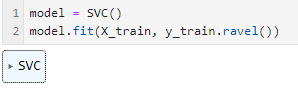 1 model = SVC()
2 model.fit(X_train, y_train.ravel())
▸ SVC